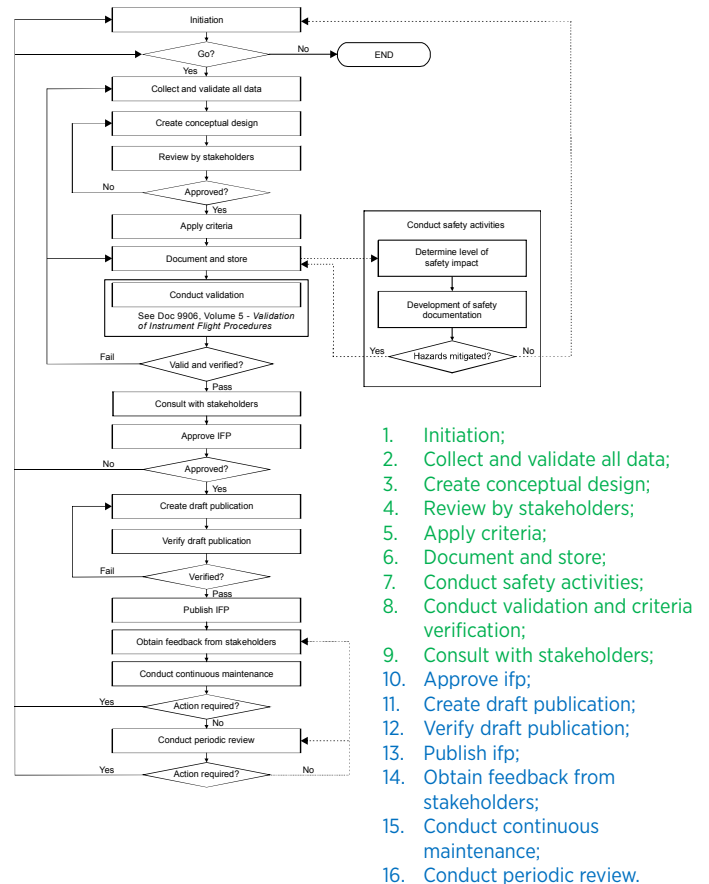 Initiation
Go?
No
END
Yes
Collect and validate all data
Create conceptual design
Review by stakeholders
No
Approved?
Yes
Apply criteria
Document and store
Conduct validation
See Doc 9906, Volume 5 - Validation
of Instrument Flight Procedures
Fail
Valid and verified?
Pass
Consult with stakeholders
Approve IFP
No
Approved?
Yes
Create draft publication
Verify draft publication
Fail
Verified?
Pass
Publish IFP
Obtain feedback from stakeholders
Conduct continuous maintenance
Yes
Action required?
No
Conduct periodic review
Yes
Action required?
No
Conduct safety activities
Determine level of
safety impact
Development of safety
documentation
Yes
Hazards mitigated?
No
1. Initiation;
2. Collect and validate all data;
3. Create conceptual design;
4. Review by stakeholders;
5. Apply criteria;
6. Document and store;
7. Conduct safety activities;
8. Conduct validation and criteria
verification;
9. Consult with stakeholders;
10. Approve ifp;
11. Create draft publication;
12. Verify draft publication;
13. Publish ifp;
14. Obtain feedback from
stakeholders;
15. Conduct continuous
maintenance;
16. Conduct periodic review.